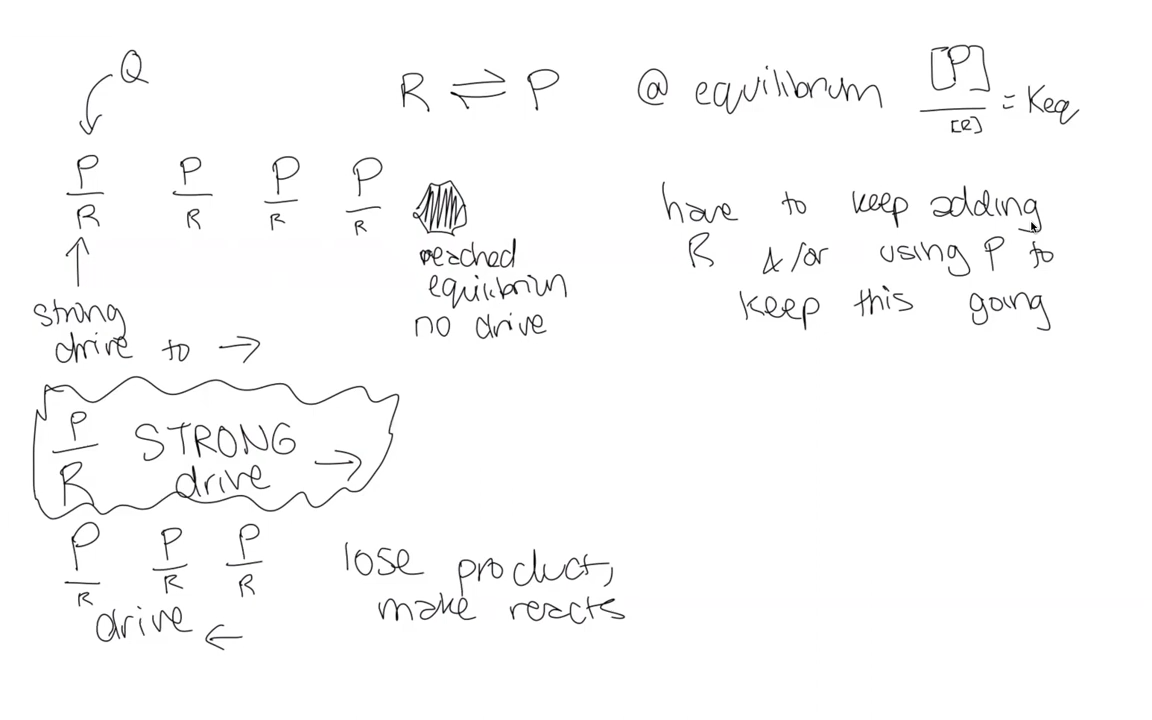 Q
R ⇌ P
@ equilibrum [P]/[R] = Keq
P/R P/R P/R P/R
reached
equilibrium
no drive
have to keep adding
R &/or using P to
keep this going
strong
drive to →
P/R STRONG
drive →
P/R P/R P/R
drive ←
lose product,
make reacts